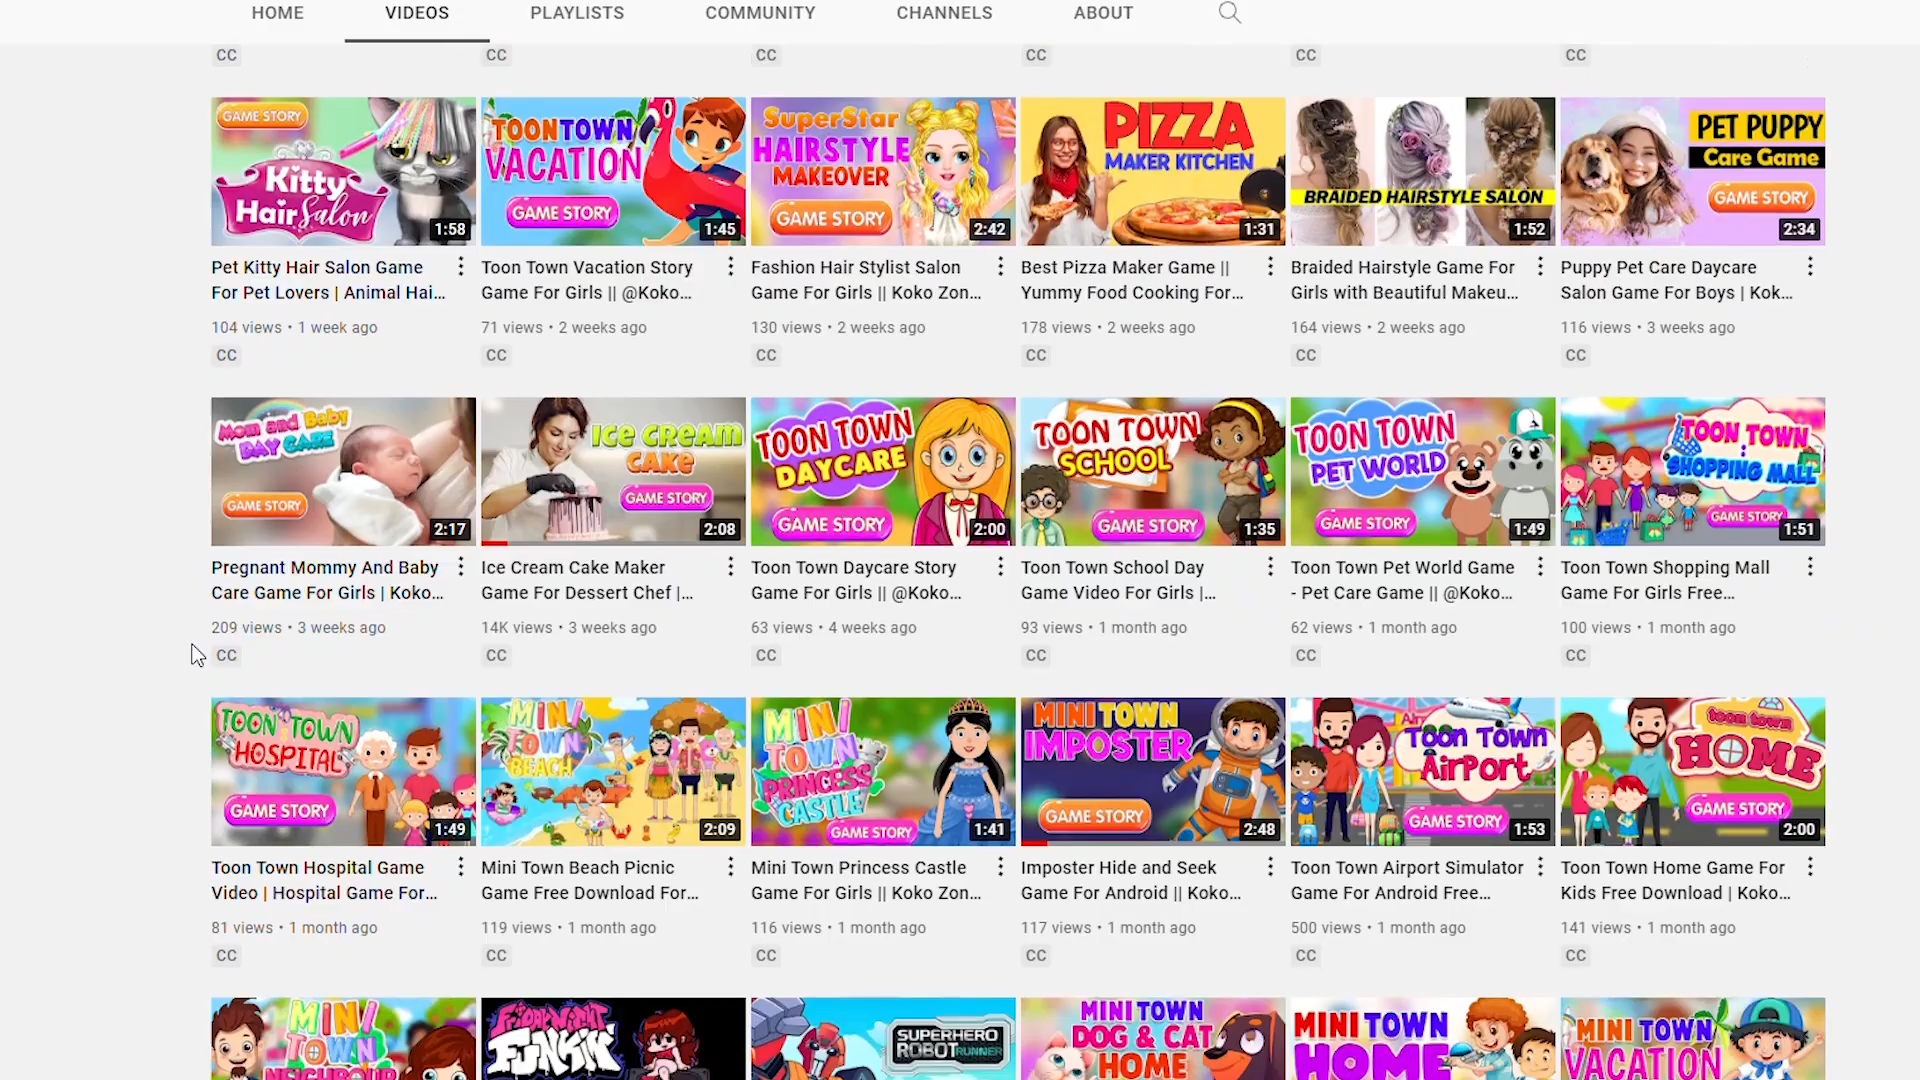 HOME
VIDEOS
PLAYLISTS
COMMUNITY
CHANNELS
ABOUT
CC
CC
CC
CC
CC
CC
GAME STORY
Kitty
Hair Salon
1:58
TOONTOWN
VACATION
GAME STORY
1:45
SuperStar
HAIRSTYLE
MAKEOVER
GAME STORY
2:42
PIZZA
MAKER KITCHEN
1:31
BRAIDED HAIRSTYLE SALON
1:52
PET PUPPY
Care Game
GAME STORY
2:34
Pet Kitty Hair Salon Game
For Pet Lovers | Animal Hai...
104 views • 1 week ago
CC
Toon Town Vacation Story
Game For Girls || @Koko...
71 views • 2 weeks ago
CC
Fashion Hair Stylist Salon
Game For Girls || Koko Zon...
130 views • 2 weeks ago
CC
Best Pizza Maker Game ||
Yummy Food Cooking For...
178 views • 2 weeks ago
CC
Braided Hairstyle Game For
Girls with Beautiful Makeu...
164 views • 2 weeks ago
CC
Puppy Pet Care Daycare
Salon Game For Boys | Kok...
116 views • 3 weeks ago
CC
Mom and Baby
DAY CARE
GAME STORY
2:17
ICE CREAM
CAKE
GAME STORY
2:08
TOON TOWN
DAYCARE
GAME STORY
2:00
TOON TOWN
SCHOOL
GAME STORY
1:35
TOON TOWN
PET WORLD
GAME STORY
1:49
TOON TOWN
SHOPPING MALL
GAME STORY
1:51
Pregnant Mommy And Baby
Care Game For Girls | Koko...
209 views • 3 weeks ago
CC
Ice Cream Cake Maker
Game For Dessert Chef |...
14K views • 3 weeks ago
CC
Toon Town Daycare Story
Game For Girls || @Koko...
63 views • 4 weeks ago
CC
Toon Town School Day
Game Video For Girls |...
93 views • 1 month ago
CC
Toon Town Pet World Game
- Pet Care Game || @Koko...
62 views • 1 month ago
CC
Toon Town Shopping Mall
Game For Girls Free...
100 views • 1 month ago
CC
TOON TOWN
HOSPITAL
GAME STORY
1:49
MINI
TOWN
BEACH
2:09
MINI
TOWN
PRINCESS
CASTLE
GAME STORY
1:41
MINI TOWN
IMPOSTER
GAME STORY
2:48
Toon Town
AirPort
GAME STORY
1:53
toon town
HOME
GAME STORY
2:00
Toon Town Hospital Game
Video | Hospital Game For...
81 views • 1 month ago
CC
Mini Town Beach Picnic
Game Free Download For...
119 views • 1 month ago
CC
Mini Town Princess Castle
Game For Girls || Koko Zon...
116 views • 1 month ago
CC
Imposter Hide and Seek
Game For Android || Koko...
117 views • 1 month ago
CC
Toon Town Airport Simulator
Game For Android Free...
500 views • 1 month ago
CC
Toon Town Home Game For
Kids Free Download | Koko...
141 views • 1 month ago
CC
MINI
TOWN
NEIGHBOUR
FRIDAY NIGHT
FUNKIN
SUPERHERO
ROBOT RUNNER
MINI TOWN
DOG & CAT
HOME
MINI TOWN
HOME
MINI TOWN
VACATION